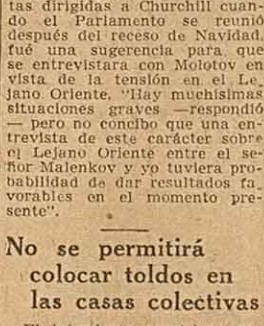 tas dirigidas a Churchill cuan-
do el Parlamento se reunió
después del receso de Navidad,
fué una sugerencia para que
se entrevistara con Molotov en
vista de la tensión en el Le-
jano Oriente. "Hay muchísimas
situaciones graves —respondió
— pero no concibo que una en-
trevista de este carácter sobre
el Lejano Oriente entre el se-
ñor Malenkov y yo tuviera pro-
babilidad de dar resultados fa-
vorables en el momento pre-
sente".
No se permitirá
colocar toldos en
las casas colectivas